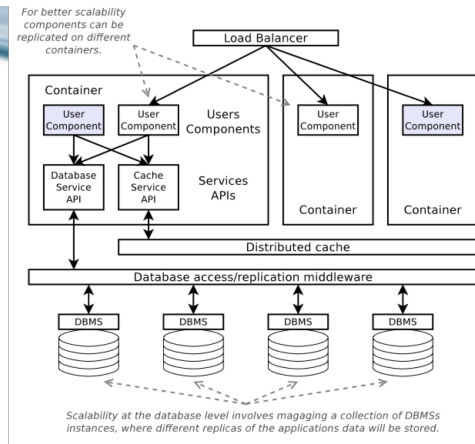 For better scalability
components can be
replicated on different
containers.
Load Balancer
Container
User
Component
User
Component
Users
Components
User
Component
User
Component
Database
Service
API
Cache
Service
API
Services
APIs
Container
Container
Distributed cache
Database access/replication middleware
DBMS
DBMS
DBMS
DBMS
Scalability at the database level involves magaging a collection of DBMSs
instances, where different replicas of the applications data will be stored.